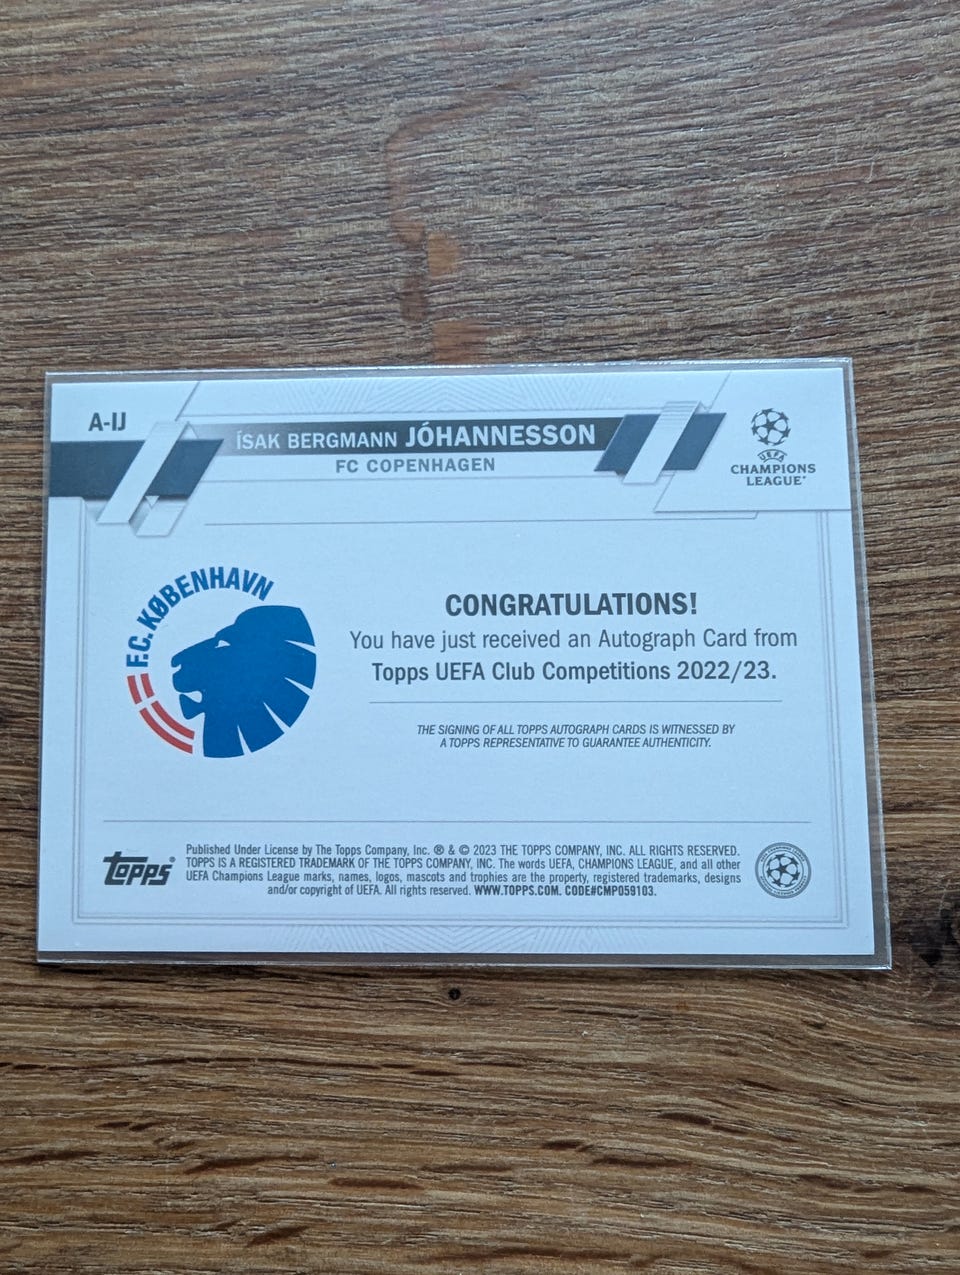 A-IJ
ÍSAK BERGMANN JÓHANNESSON
FC COPENHAGEN
UEFA
CHAMPIONS
LEAGUE®
F.C. KØBENHAVN
CONGRATULATIONS!
You have just received an Autograph Card from
Topps UEFA Club Competitions 2022/23.
THE SIGNING OF ALL TOPPS AUTOGRAPH CARDS IS WITNESSED BY
A TOPPS REPRESENTATIVE TO GUARANTEE AUTHENTICITY.
topps®
Published Under License by The Topps Company, Inc. ® & © 2023 THE TOPPS COMPANY, INC. ALL RIGHTS RESERVED.
TOPPS IS A REGISTERED TRADEMARK OF THE TOPPS COMPANY, INC. The words UEFA, CHAMPIONS LEAGUE, and all other
UEFA Champions League marks, names, logos, mascots and trophies are the property, registered trademarks, designs
and/or copyright of UEFA. All rights reserved. WWW.TOPPS.COM. CODE#CMP059103.